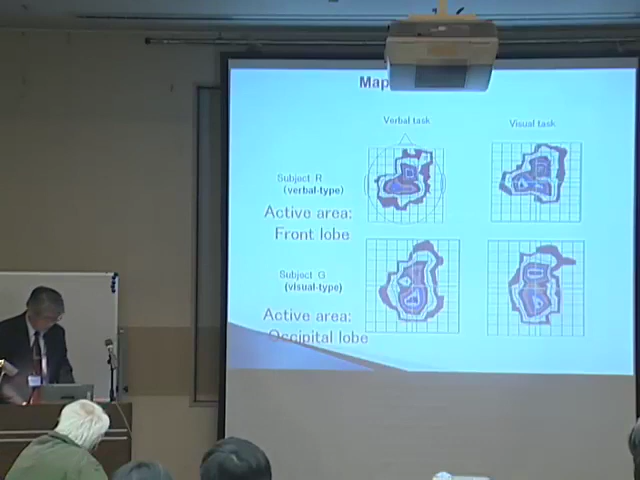 Map
Verbal task
Visual task
Subject R
(verbal-type)
Active area:
Front lobe
Subject G
(visual-type)
Active area:
Occipital lobe